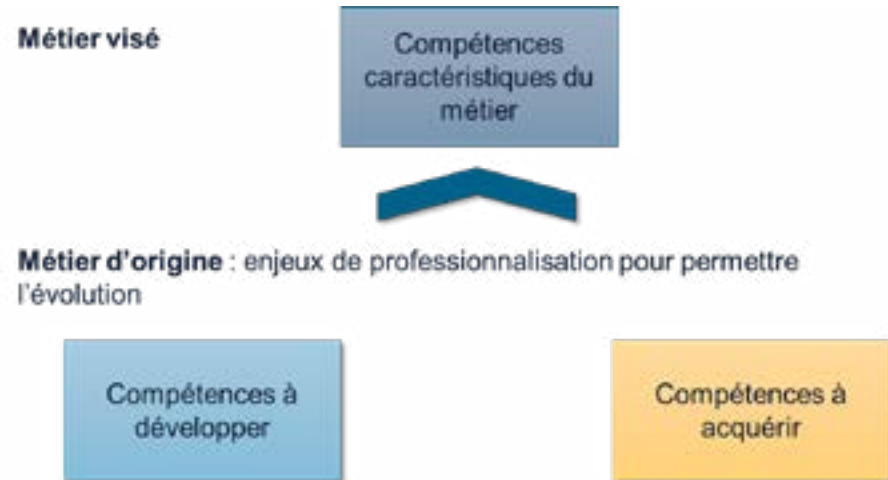 Métier visé
Compétences
caractéristiques du
métier
Métier d'origine : enjeux de professionnalisation pour permettre
l'évolution
Compétences à
développer
Compétences à
acquérir